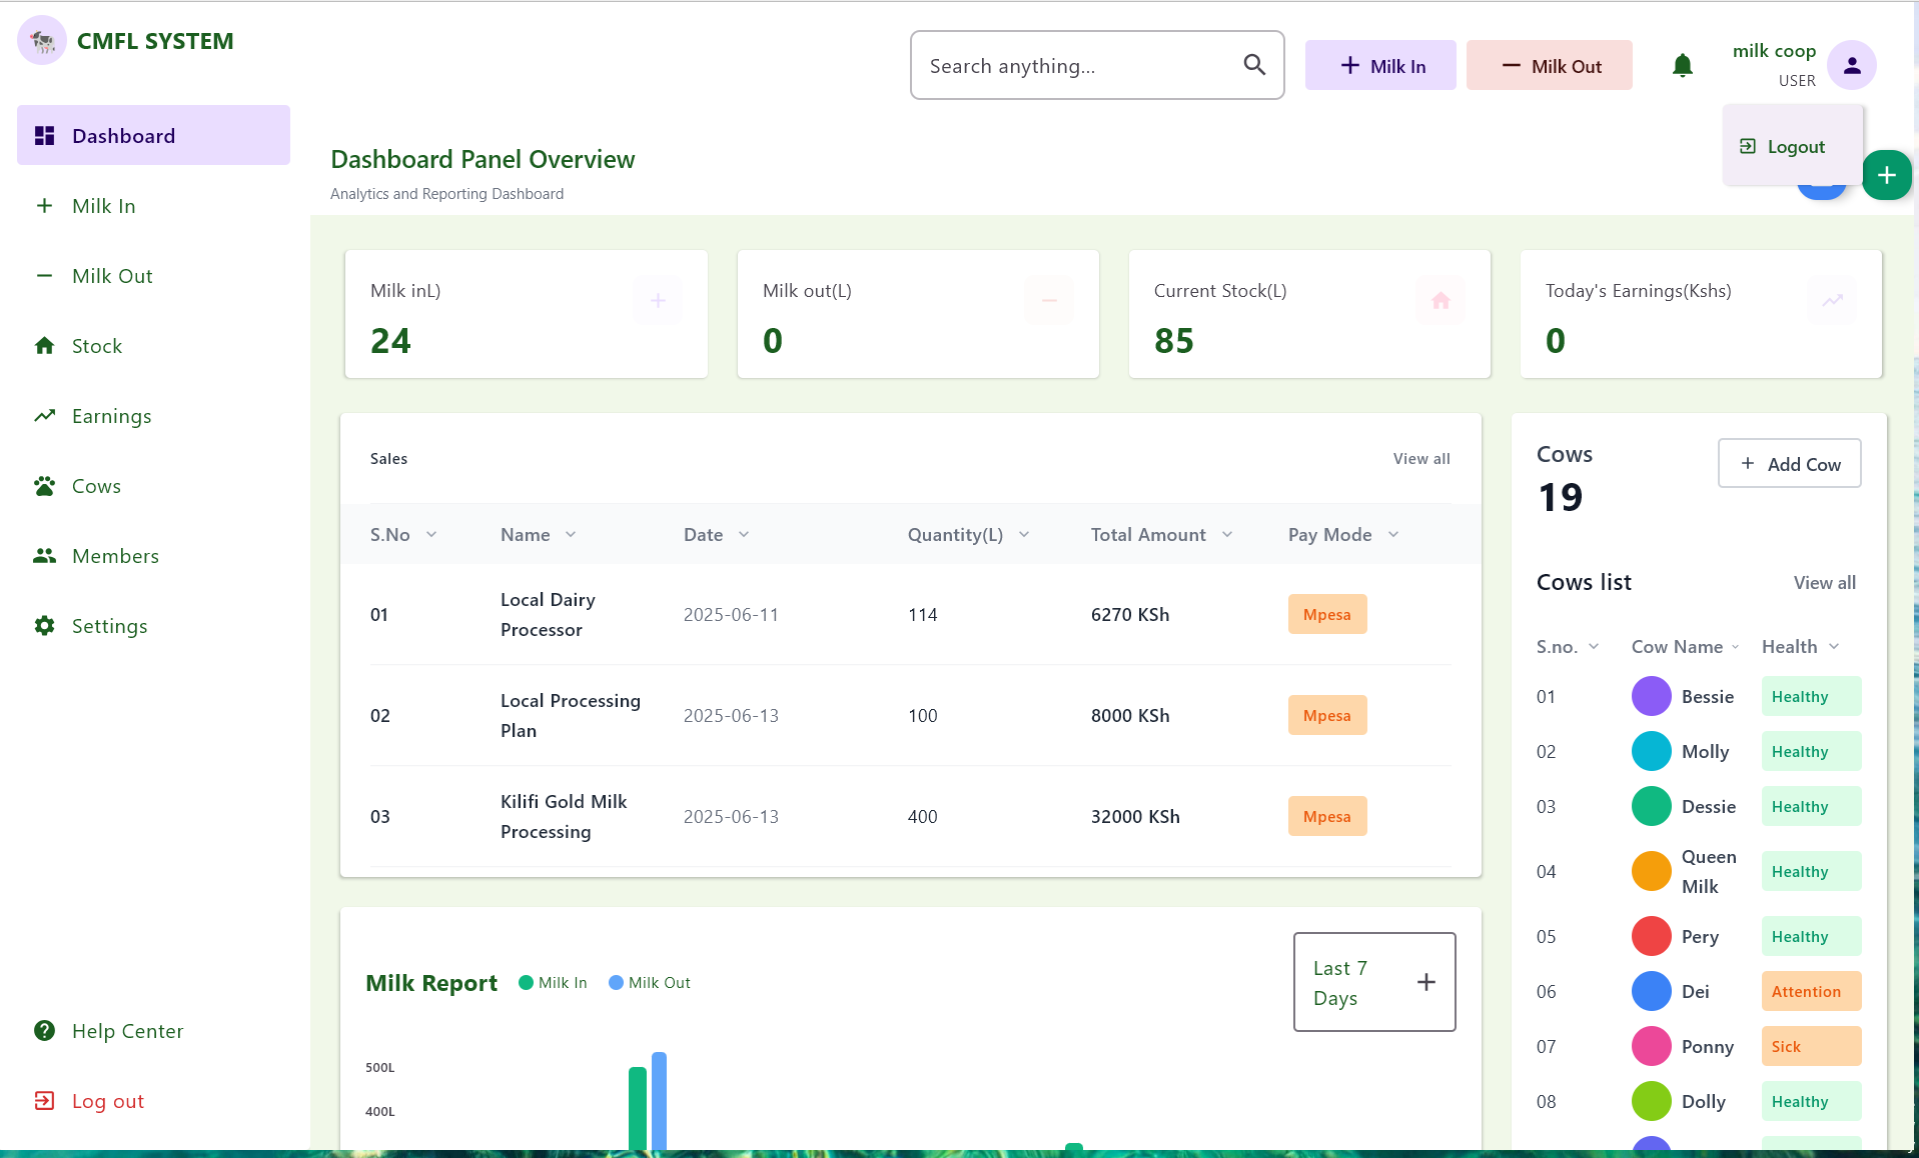 CMFL SYSTEM
Search anything...
Milk In
Milk Out
milk coop
USER
Logout
Dashboard
Milk In
Milk Out
Stock
Earnings
Cows
Members
Settings
Help Center
Log out
Dashboard Panel Overview
Analytics and Reporting Dashboard
Milk inL)
24
Milk out(L)
0
Current Stock(L)
85
Today's Earnings(Kshs)
0
Sales
View all
S.No Name Date Quantity(L) Total Amount Pay Mode
01 Local Dairy Processor 2025-06-11 114 6270 KSh Mpesa
02 Local Processing Plan 2025-06-13 100 8000 KSh Mpesa
03 Kilifi Gold Milk Processing 2025-06-13 400 32000 KSh Mpesa
Milk Report
Milk In
Milk Out
Last 7
Days
500L
400L
Cows
19
Add Cow
Cows list
View all
S.no. Cow Name Health
01 Bessie Healthy
02 Molly Healthy
03 Dessie Healthy
04 Queen Milk Healthy
05 Pery Healthy
06 Dei Attention
07 Ponny Sick
08 Dolly Healthy